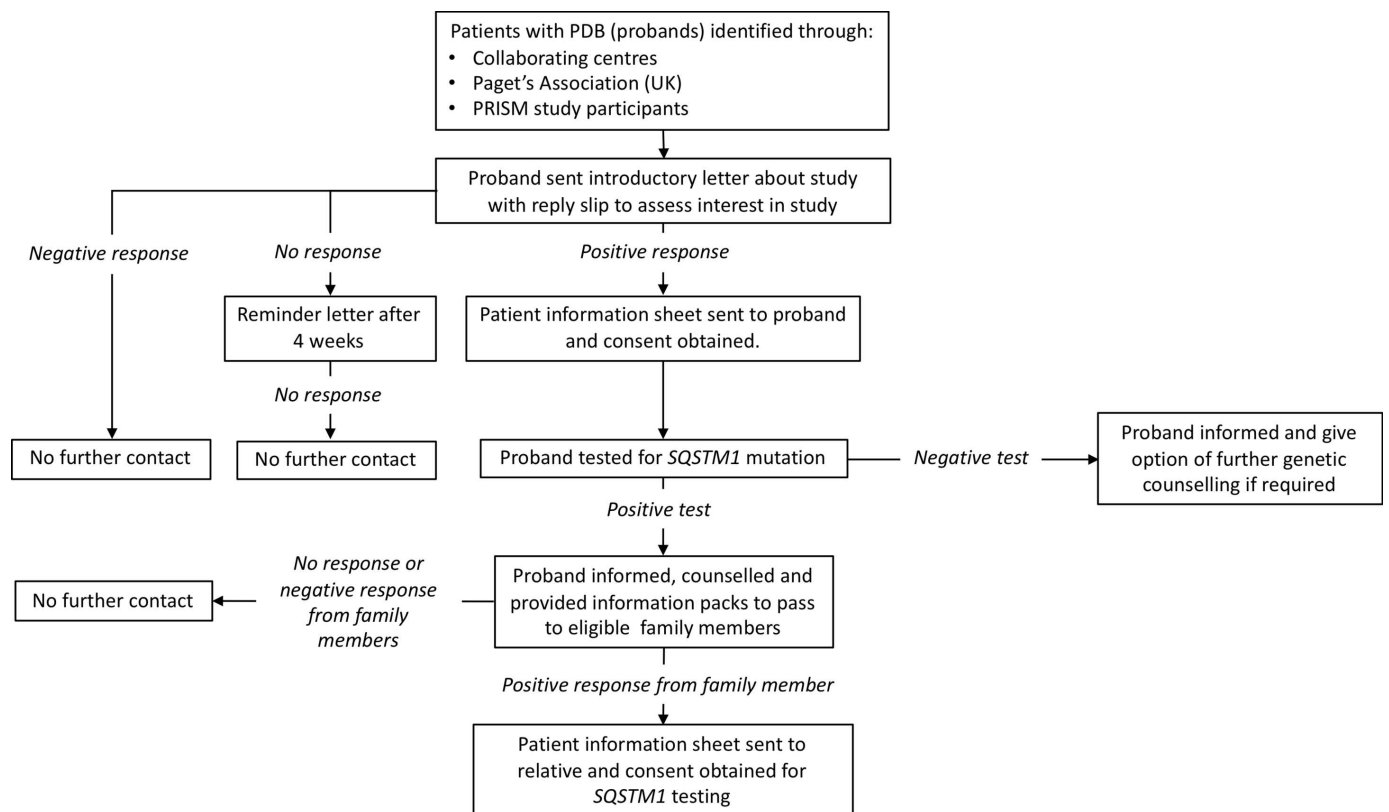 Patients with PDB (probands) identified through:
• Collaborating centres
• Paget’s Association (UK)
• PRISM study participants
Proband sent introductory letter about study
with reply slip to assess interest in study
Negative response
No response
Positive response
Reminder letter after
4 weeks
Patient information sheet sent to proband
and consent obtained.
No response
No further contact
No further contact
Proband tested for SQSTM1 mutation
Negative test
Proband informed and give
option of further genetic
counselling if required
Positive test
No response or
negative response
from family
members
No further contact
Proband informed, counselled and
provided information packs to pass
to eligible family members
Positive response from family member
Patient information sheet sent to
relative and consent obtained for
SQSTM1 testing